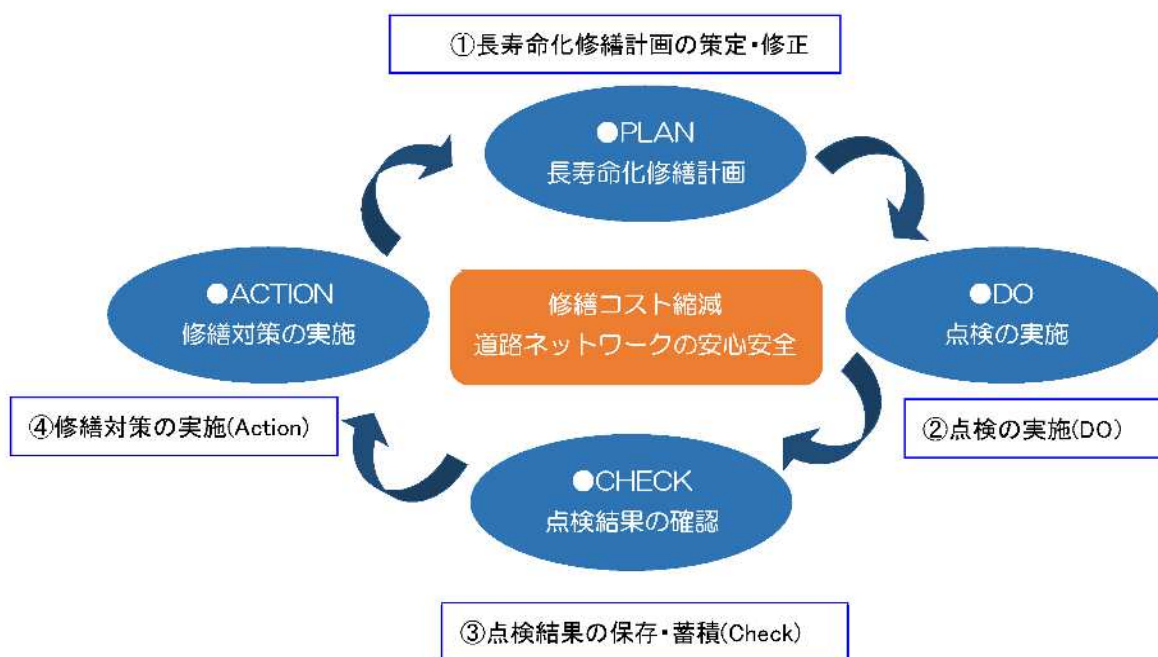 ①長寿命化修繕計画の策定・修正
●PLAN
長寿命化修繕計画
●DO
点検の実施
②点検の実施(DO)
●CHECK
点検結果の確認
③点検結果の保存・蓄積(Check)
●ACTION
修繕対策の実施
④修繕対策の実施(Action)
修繕コスト縮減
道路ネットワークの安心安全